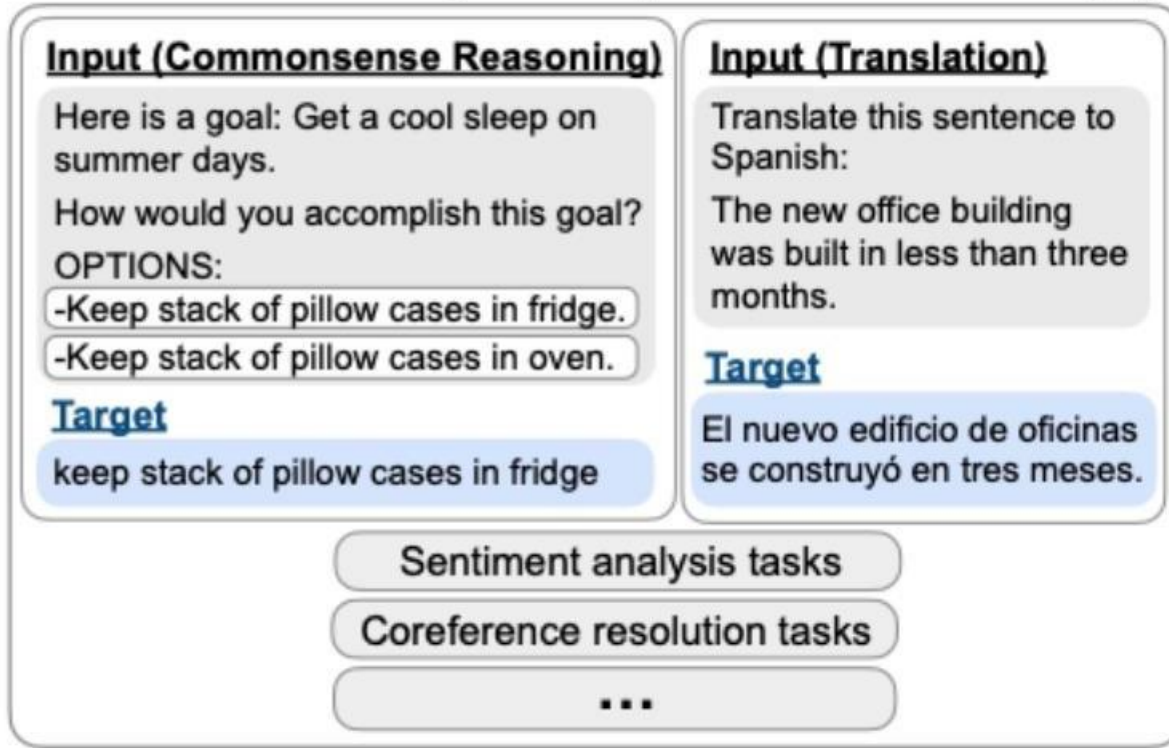 Input (Commonsense Reasoning)
Here is a goal: Get a cool sleep on
summer days.
How would you accomplish this goal?
OPTIONS:
-Keep stack of pillow cases in fridge.
-Keep stack of pillow cases in oven.
Target
keep stack of pillow cases in fridge
Input (Translation)
Translate this sentence to
Spanish:
The new office building
was built in less than three
months.
Target
El nuevo edificio de oficinas
se construyó en tres meses.
Sentiment analysis tasks
Coreference resolution tasks
...